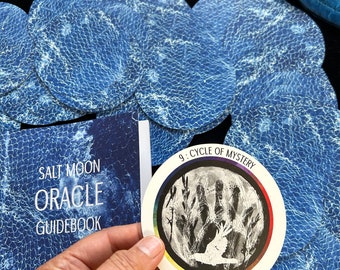 SALT MOON
ORACLE
GUIDEBOOK
9 : CYCLE OF MYSTERY